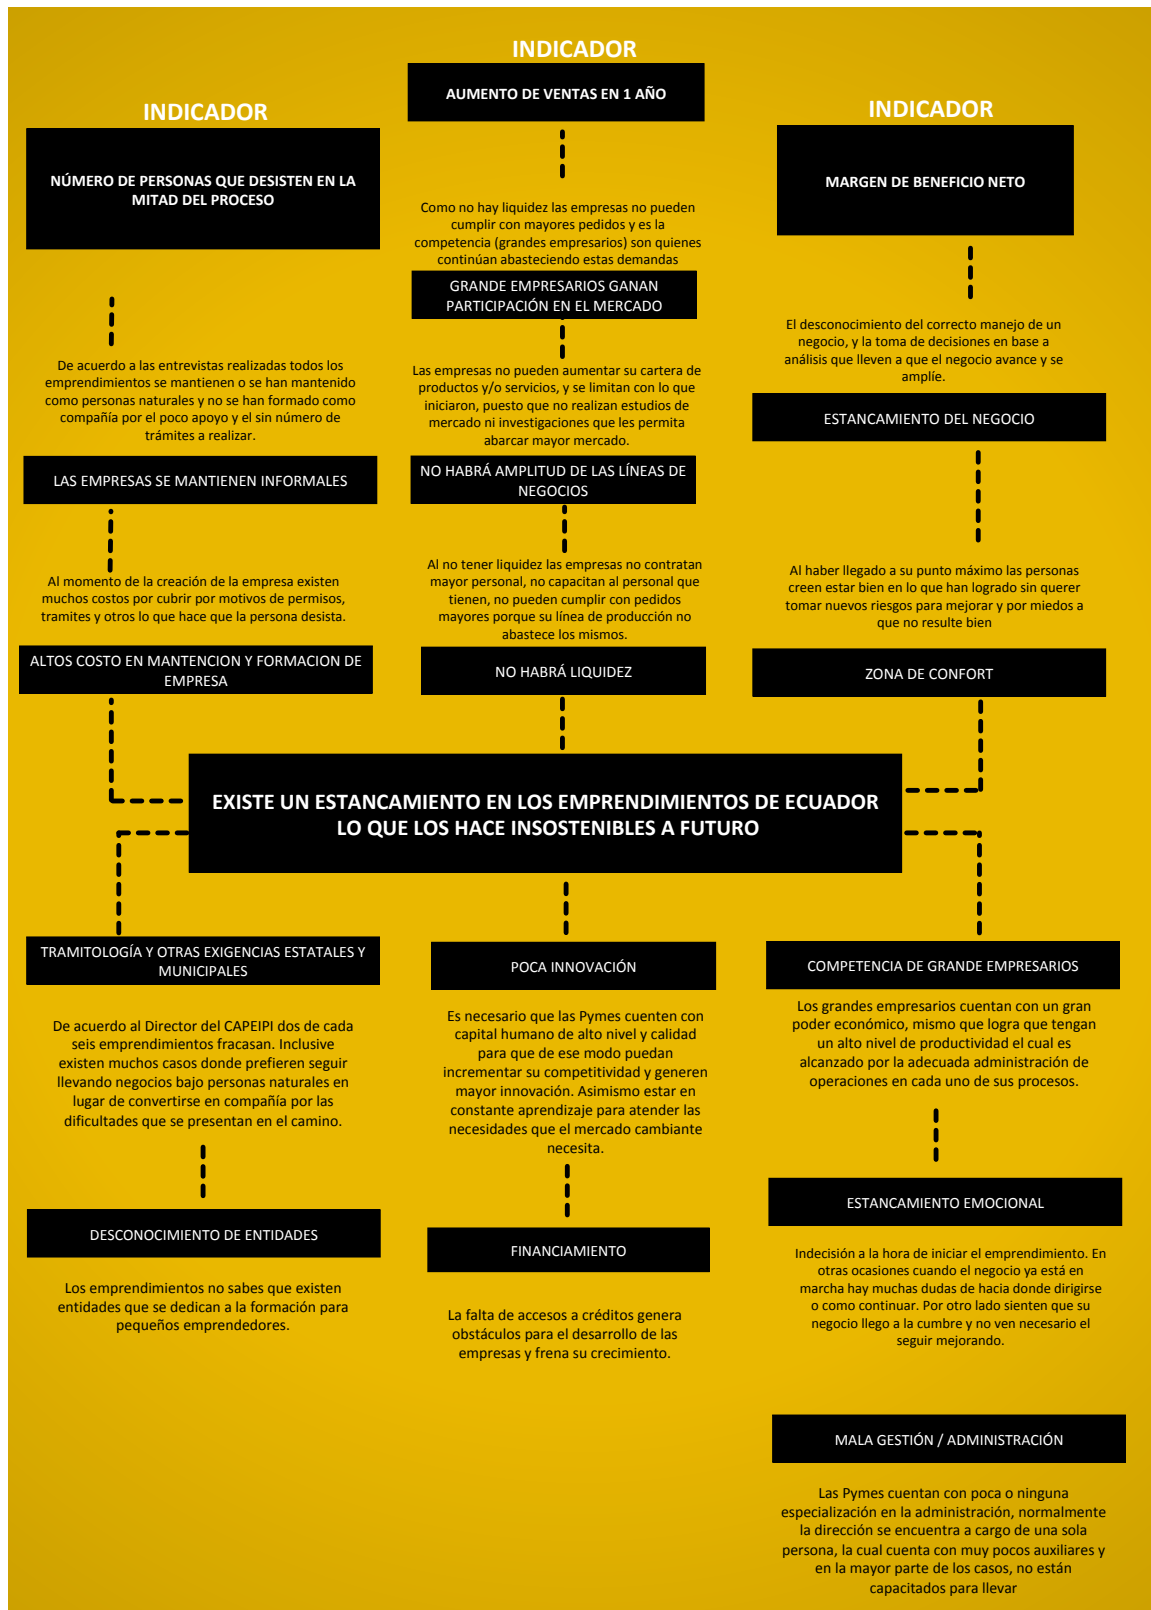 INDICADOR
NÚMERO DE PERSONAS QUE DESISTEN EN LA
MITAD DEL PROCESO
De acuerdo a las entrevistas realizadas todos los
emprendimientos se mantienen o se han mantenido
como personas naturales y no se han formado como
compañía por el poco apoyo y el sin número de
trámites a realizar.
LAS EMPRESAS SE MANTIENEN INFORMALES
Al momento de la creación de la empresa existen
muchos costos por cubrir por motivos de permisos,
tramites y otros lo que hace que la persona desista.
ALTOS COSTO EN MANTENCION Y FORMACION DE
EMPRESA
INDICADOR
AUMENTO DE VENTAS EN 1 AÑO
Como no hay liquidez las empresas no pueden
cumplir con mayores pedidos y es la
competencia (grandes empresarios) son quienes
continúan abasteciendo estas demandas
GRANDE EMPRESARIOS GANAN
PARTICIPACIÓN EN EL MERCADO
Las empresas no pueden aumentar su cartera de
productos y/o servicios, y se limitan con lo que
iniciaron, puesto que no realizan estudios de
mercado ni investigaciones que les permita
abarcar mayor mercado.
NO HABRÁ AMPLITUD DE LAS LÍNEAS DE
NEGOCIOS
Al no tener liquidez las empresas no contratan
mayor personal, no capacitan al personal que
tienen, no pueden cumplir con pedidos
mayores porque su línea de producción no
abastece los mismos.
NO HABRÁ LIQUIDEZ
INDICADOR
MARGEN DE BENEFICIO NETO
El desconocimiento del correcto manejo de un
negocio, y la toma de decisiones en base a
análisis que lleven a que el negocio avance y se
amplíe.
ESTANCAMIENTO DEL NEGOCIO
Al haber llegado a su punto máximo las personas
creen estar bien en lo que han logrado sin querer
tomar nuevos riesgos para mejorar y por miedos a
que no resulte bien
ZONA DE CONFORT
EXISTE UN ESTANCAMIENTO EN LOS EMPRENDIMIENTOS DE ECUADOR
LO QUE LOS HACE INSOSTENIBLES A FUTURO
TRAMITOLOGÍA Y OTRAS EXIGENCIAS ESTATALES Y
MUNICIPALES
De acuerdo al Director del CAPEIPI dos de cada
seis emprendimientos fracasan. Inclusive
existen muchos casos donde prefieren seguir
llevando negocios bajo personas naturales en
lugar de convertirse en compañía por las
dificultades que se presentan en el camino.
DESCONOCIMIENTO DE ENTIDADES
Los emprendimientos no sabes que existen
entidades que se dedican a la formación para
pequeños emprendedores.
POCA INNOVACIÓN
Es necesario que las Pymes cuenten con
capital humano de alto nivel y calidad
para que de ese modo puedan
incrementar su competitividad y generen
mayor innovación. Asimismo estar en
constante aprendizaje para atender las
necesidades que el mercado cambiante
necesita.
FINANCIAMIENTO
La falta de accesos a créditos genera
obstáculos para el desarrollo de las
empresas y frena su crecimiento.
COMPETENCIA DE GRANDE EMPRESARIOS
Los grandes empresarios cuentan con un gran
poder económico, mismo que logra que tengan
un alto nivel de productividad el cual es
alcanzado por la adecuada administración de
operaciones en cada uno de sus procesos.
ESTANCAMIENTO EMOCIONAL
Indecisión a la hora de iniciar el emprendimiento. En
otras ocasiones cuando el negocio ya está en
marcha hay muchas dudas de hacia donde dirigirse
o como continuar. Por otro lado sienten que su
negocio llego a la cumbre y no ven necesario el
seguir mejorando.
MALA GESTIÓN / ADMINISTRACIÓN
Las Pymes cuentan con poca o ninguna
especialización en la administración, normalmente
la dirección se encuentra a cargo de una sola
persona, la cual cuenta con muy pocos auxiliares y
en la mayor parte de los casos, no están
capacitados para llevar